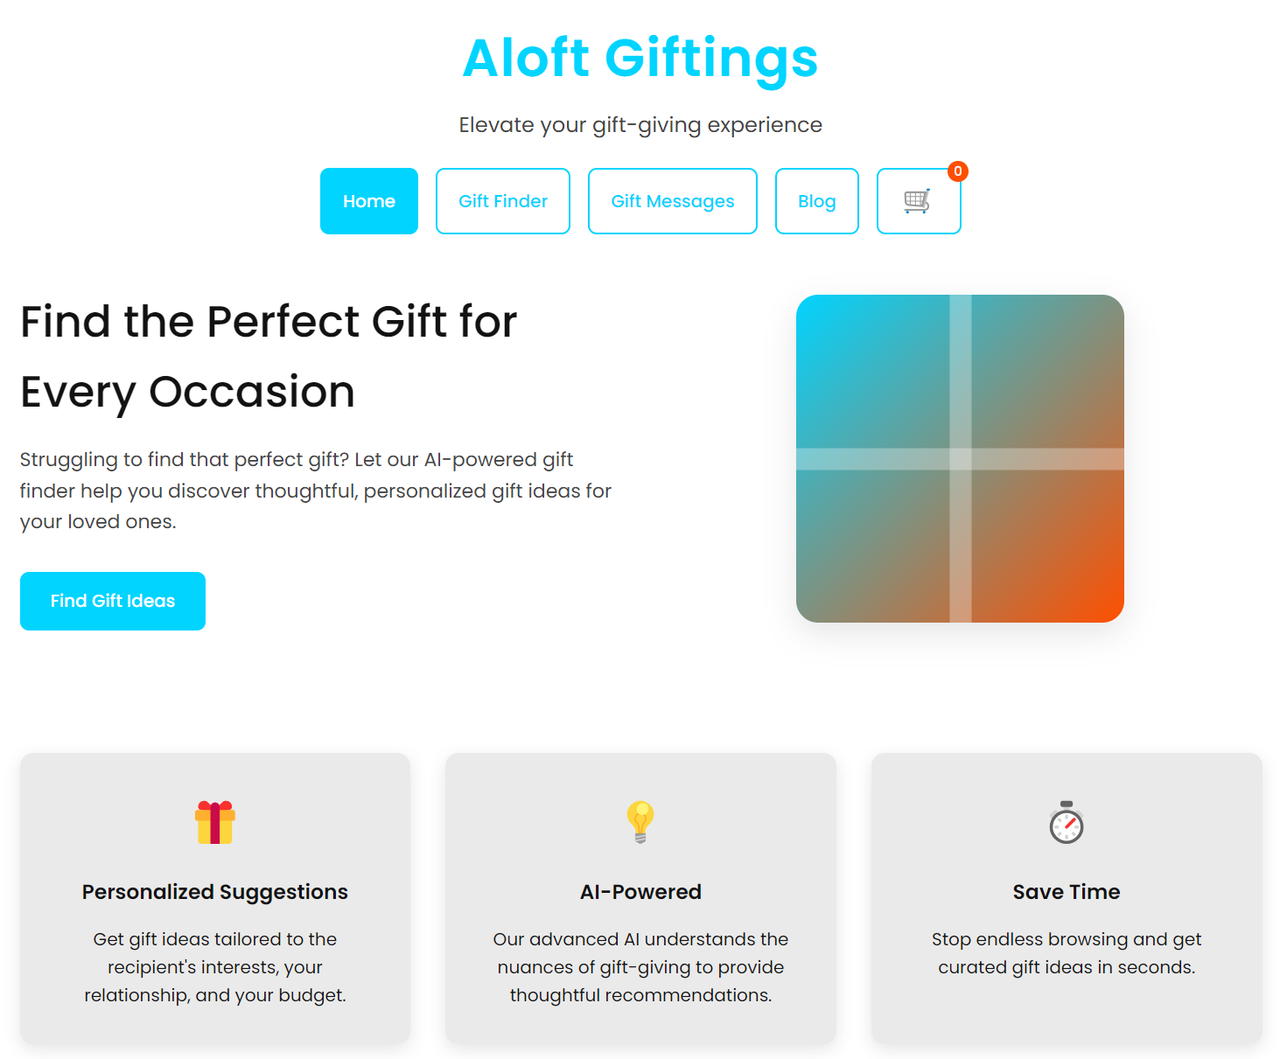 Aloft Giftings
Elevate your gift-giving experience
Home
Gift Finder
Gift Messages
Blog
0
Find the Perfect Gift for
Every Occasion
Struggling to find that perfect gift? Let our AI-powered gift
finder help you discover thoughtful, personalized gift ideas for
your loved ones.
Find Gift Ideas
Personalized Suggestions
Get gift ideas tailored to the
recipient's interests, your
relationship, and your budget.
AI-Powered
Our advanced AI understands the
nuances of gift-giving to provide
thoughtful recommendations.
Save Time
Stop endless browsing and get
curated gift ideas in seconds.